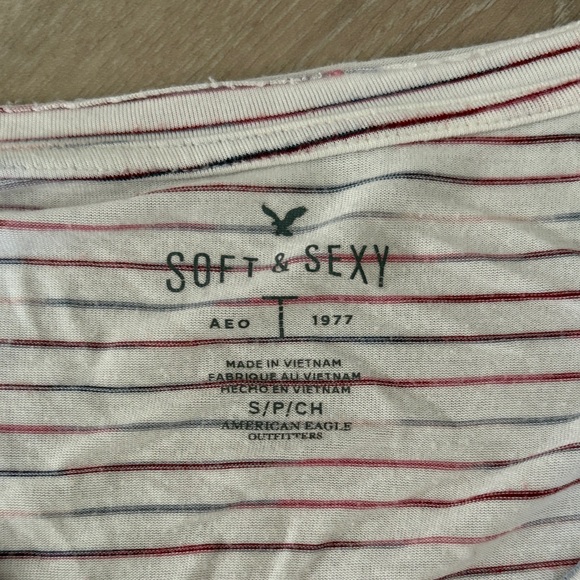 SOFT & SEXY
AEO T 1977
MADE IN VIETNAM
FABRIQUE AU VIETNAM
HECHO EN VIETNAM
S/P/CH
AMERICAN EAGLE
OUTFITTERS